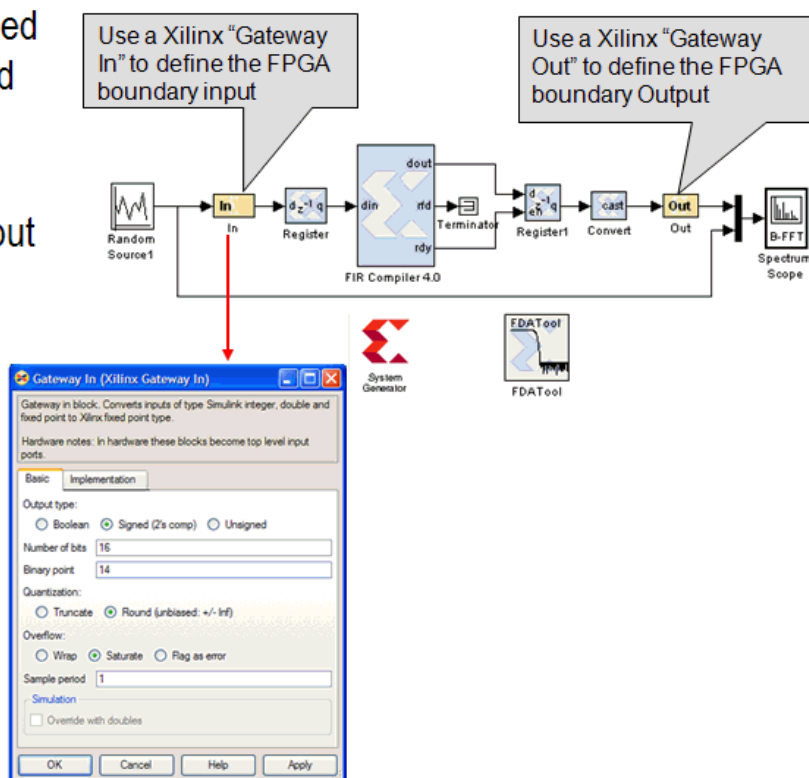 Use a Xilinx “Gateway
In” to define the FPGA
boundary input
Use a Xilinx “Gateway
Out” to define the FPGA
boundary Output
Random
Source1
In
In
d z⁻¹ q
Register
din
dout
rfd
rdy
FIR Compiler 4.0
Terminator
d
en
z⁻¹ q
Register1
cast
Convert
Out
Out
B-FFT
Spectrum
Scope
System
Generator
FDATool
FDATool
Gateway In (Xilinx Gateway In)
Gateway in block. Converts inputs of type Simulink integer, double and
fixed point to Xilinx fixed point type.
Hardware notes: In hardware these blocks become top level input
ports.
Basic Implementation
Output type:
Boolean Signed (2's comp) Unsigned
Number of bits 16
Binary point 14
Quantization:
Truncate Round (unbiased: +/- Inf)
Overflow:
Wrap Saturate Flag as error
Sample period 1
Simulation
Override with doubles
OK Cancel Help Apply